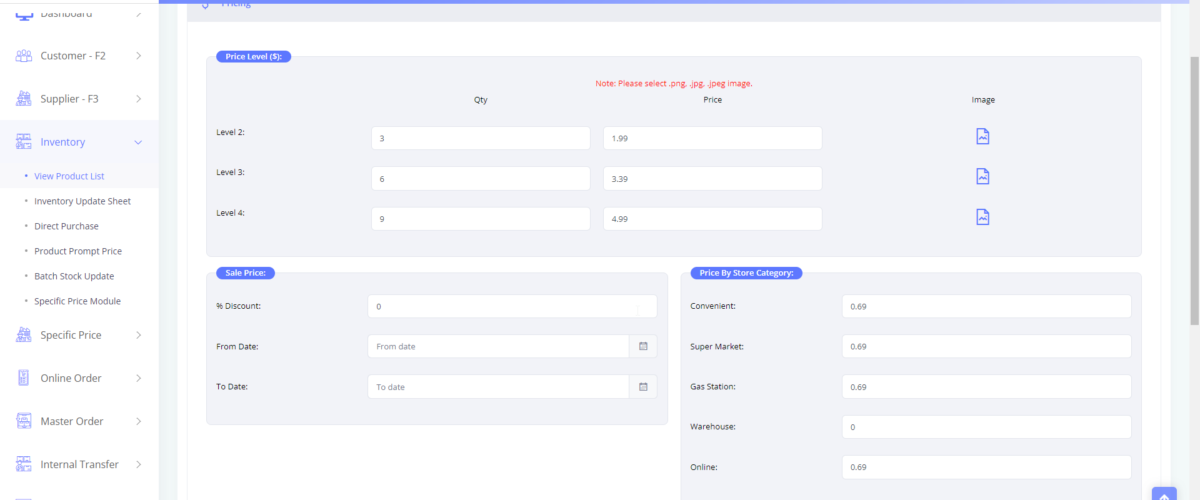 Dashboard
Customer - F2
Supplier - F3
Inventory
View Product List
Inventory Update Sheet
Direct Purchase
Product Prompt Price
Batch Stock Update
Specific Price Module
Specific Price
Online Order
Master Order
Internal Transfer
Pricing
Price Level ($):
Note: Please select .png, .jpg, .jpeg image.
Qty Price Image
Level 2: 3 1.99
Level 3: 6 3.39
Level 4: 9 4.99
Sale Price:
% Discount: 0
From Date: From date
To Date: To date
Price By Store Category:
Convenient: 0.69
Super Market: 0.69
Gas Station: 0.69
Warehouse: 0
Online: 0.69